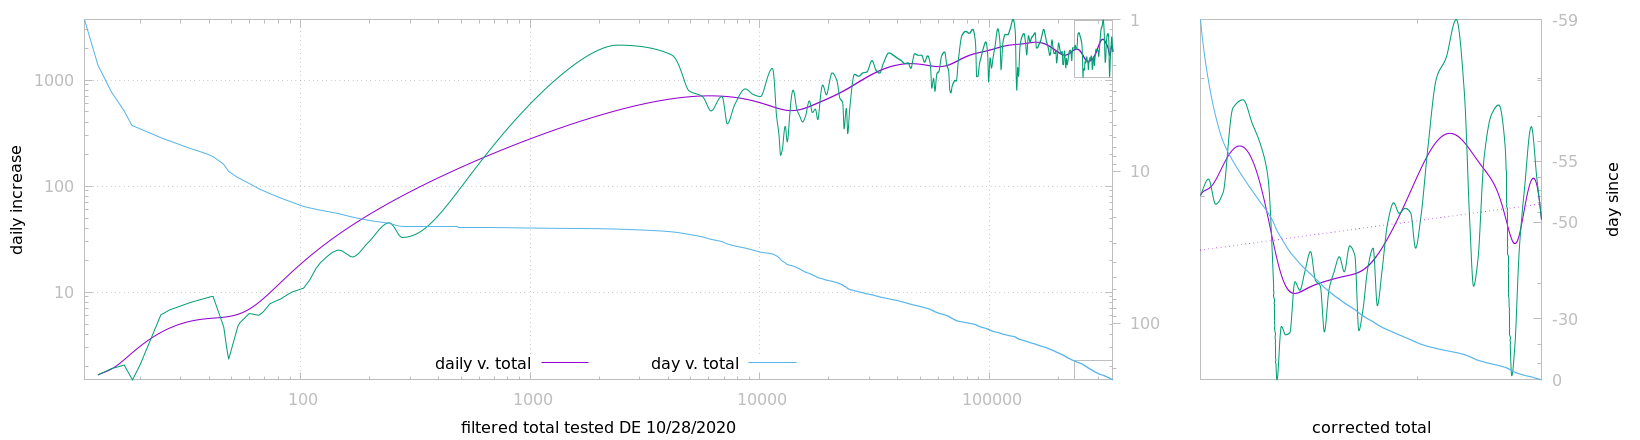 1000
100
10
daily increase
daily v. total
day v. total
100
1000
10000
100000
filtered total tested DE 10/28/2020
1
10
100
-59
-55
-50
-30
0
day since
corrected total